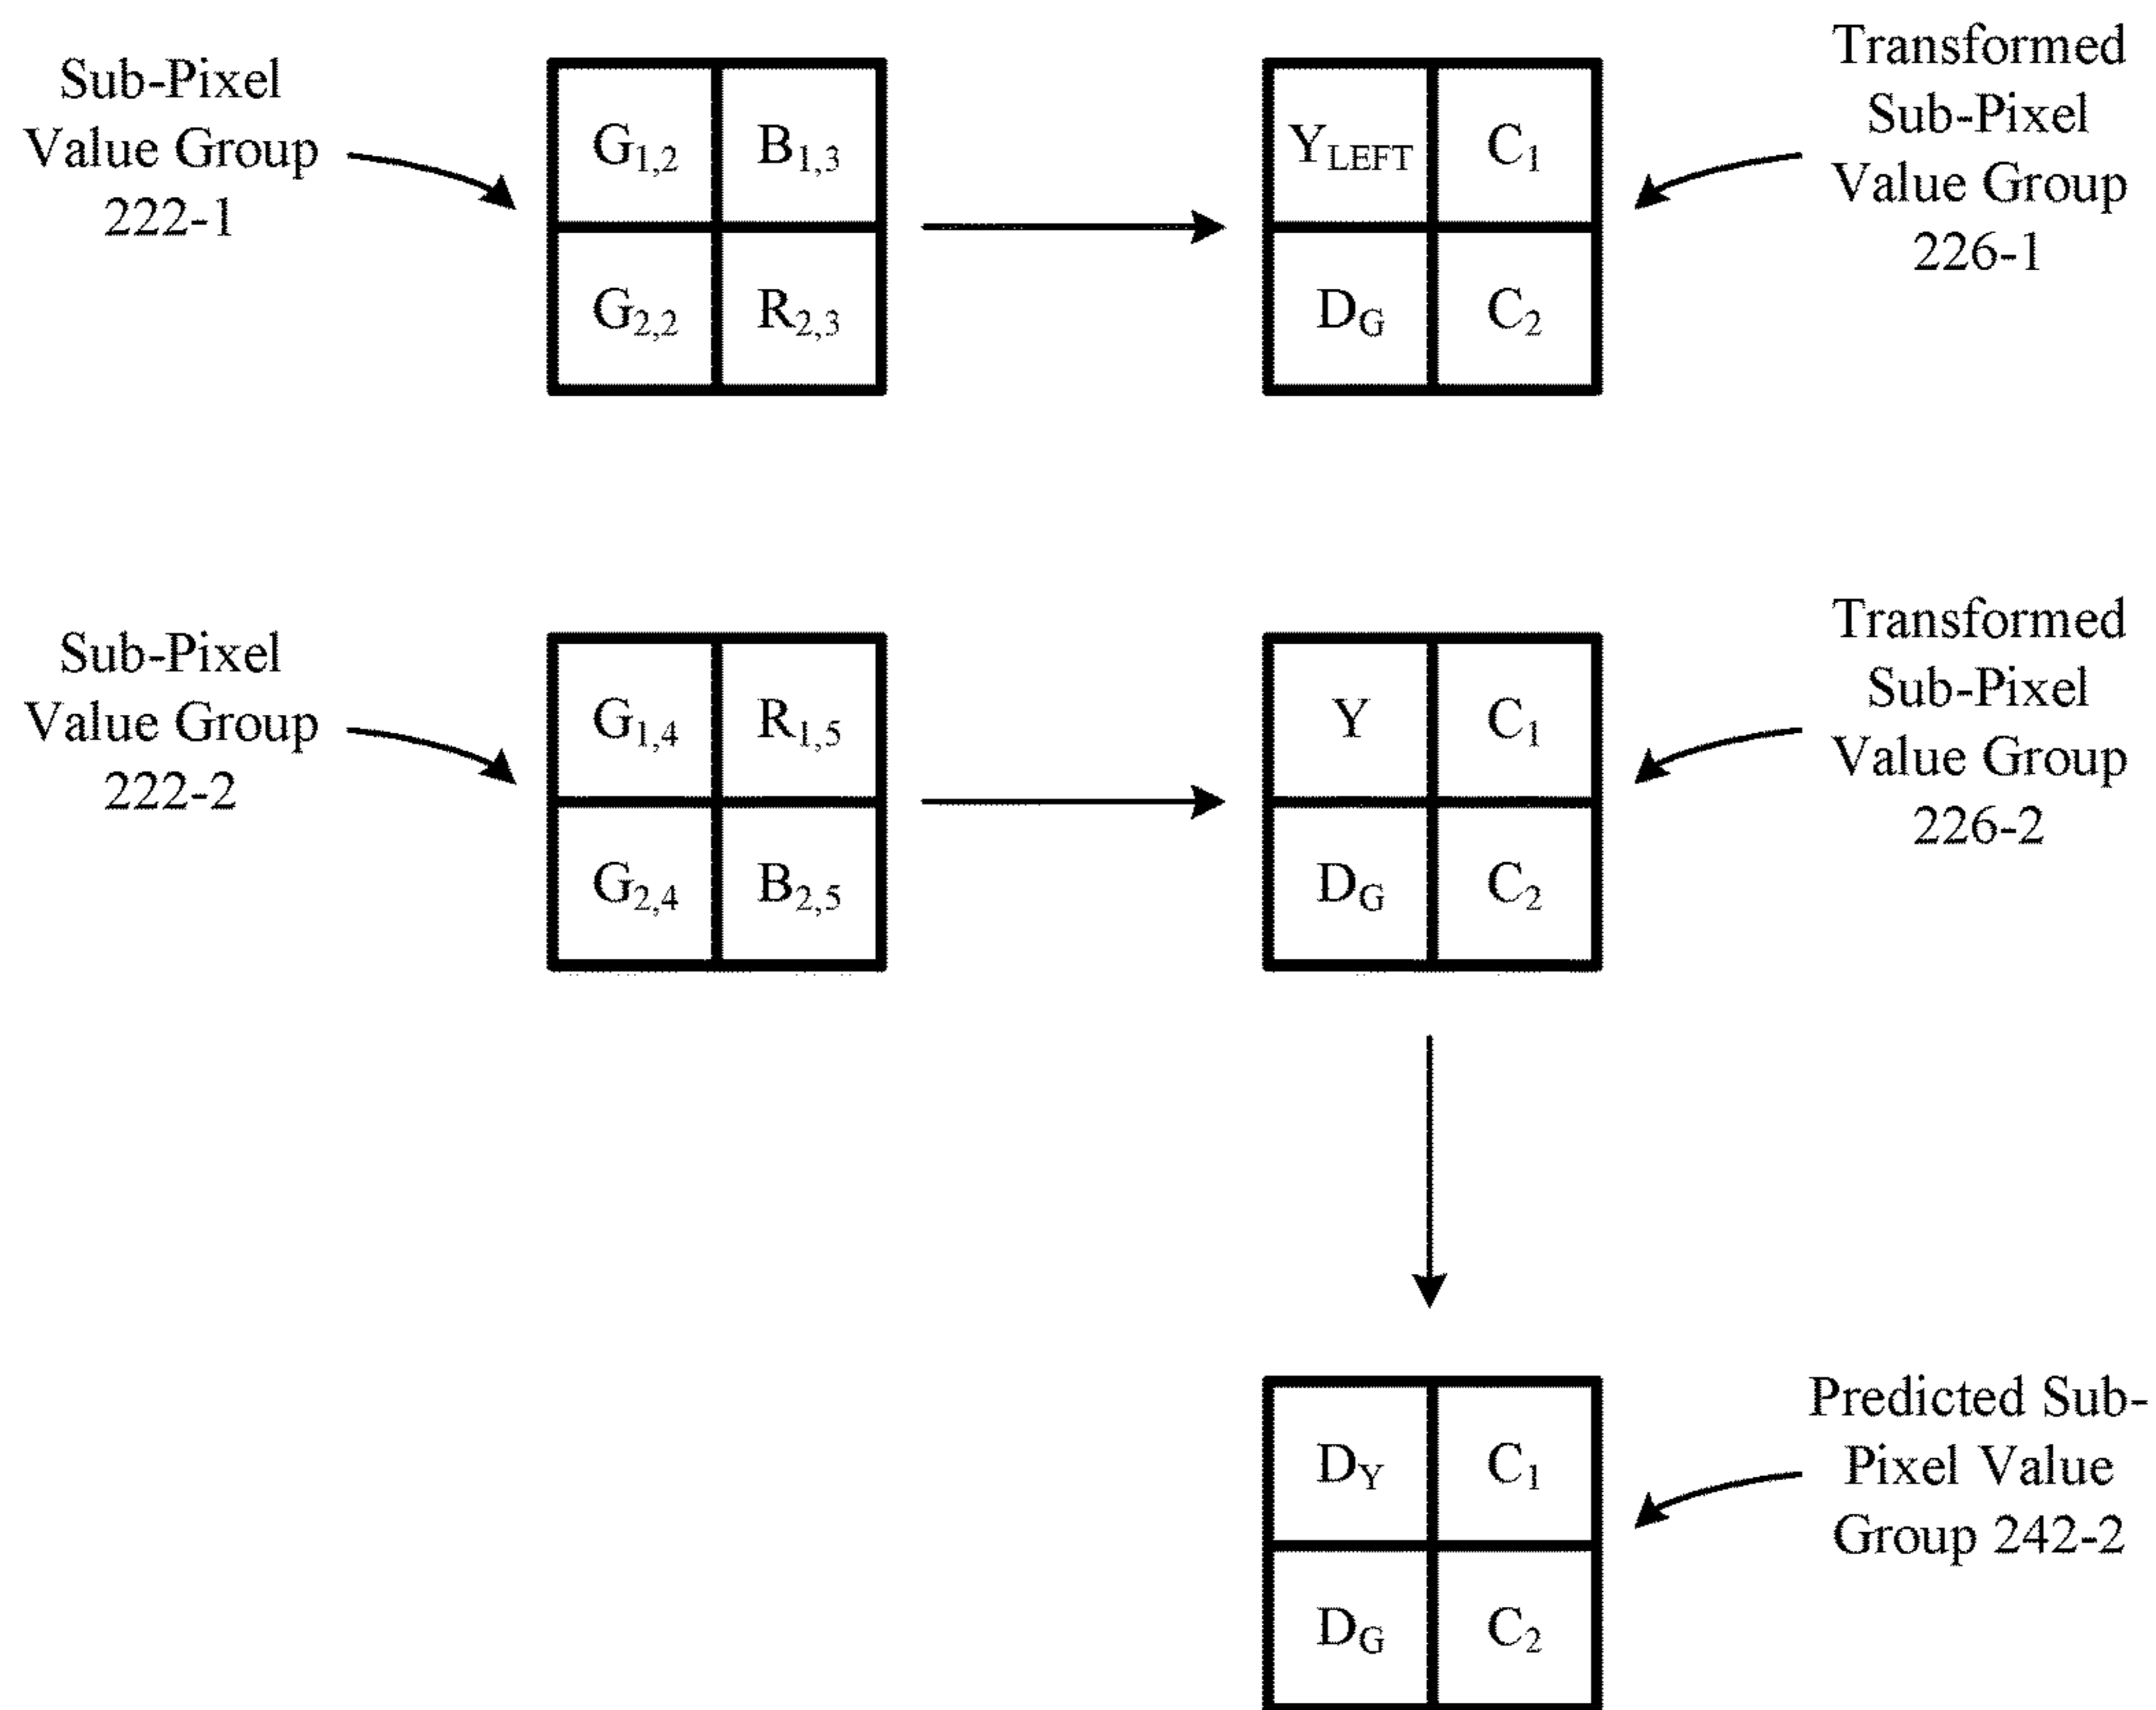 Sub-Pixel
Value Group
222-1
G1,2 B1,3
G2,2 R2,3
YLEFT C1
DG C2
Transformed
Sub-Pixel
Value Group
226-1
Sub-Pixel
Value Group
222-2
G1,4 R1,5
G2,4 B2,5
Y C1
DG C2
Transformed
Sub-Pixel
Value Group
226-2
DY C1
DG C2
Predicted Sub-
Pixel Value
Group 242-2